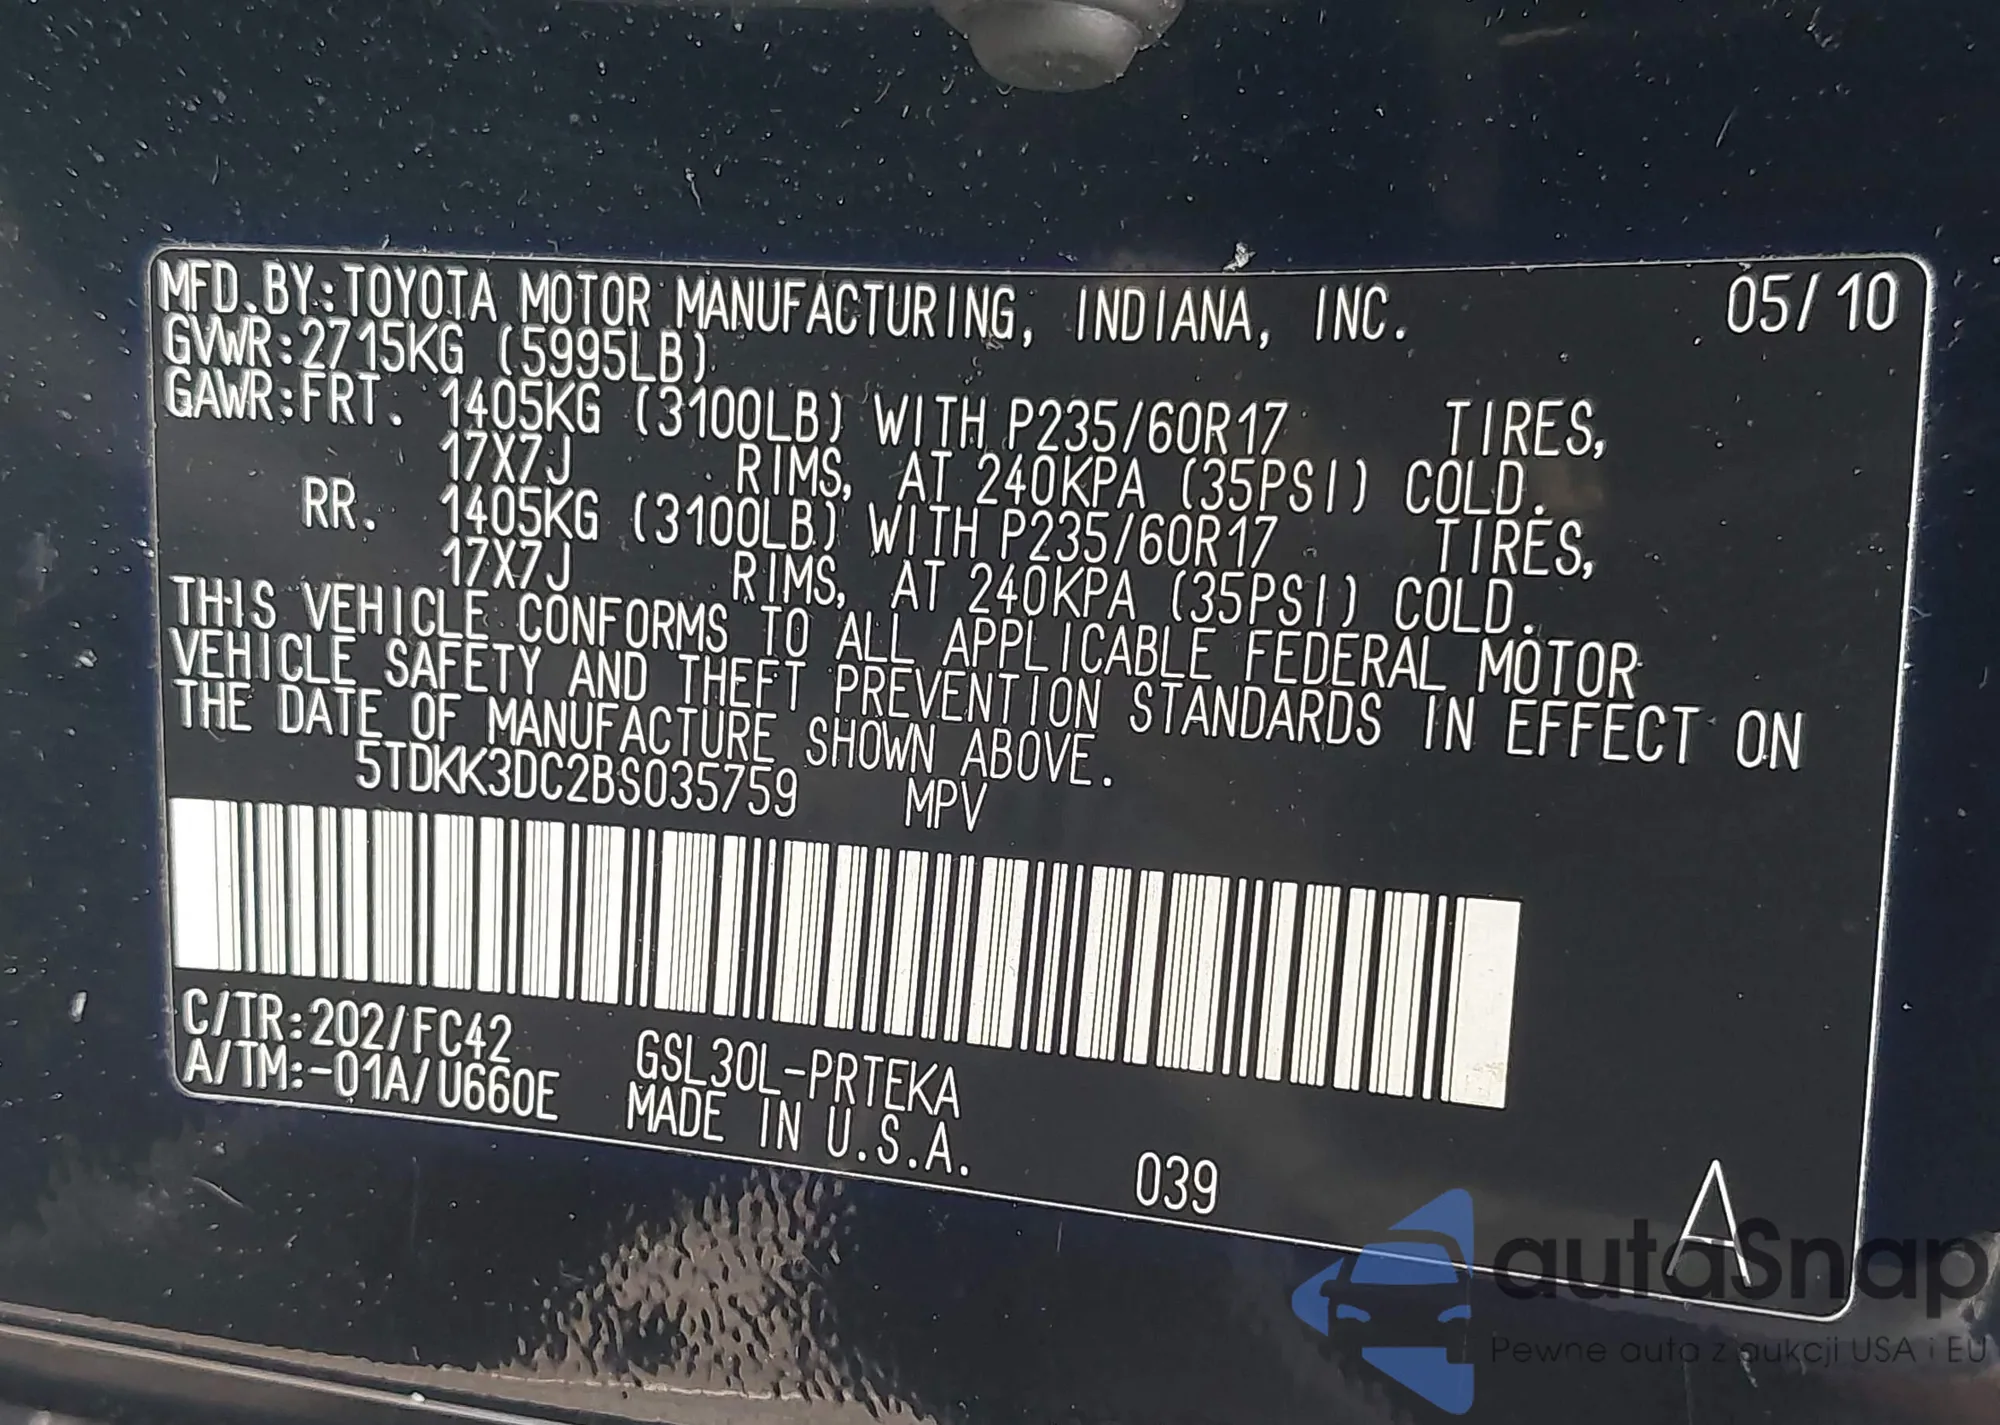 MFD.BY:TOYOTA MOTOR MANUFACTURING, INDIANA, INC. 05/10
GVWR:2715KG (5995LB)
GAWR:FRT. 1405KG (3100LB) WITH P235/60R17 TIRES,
17X7J RIMS, AT 240KPA (35PSI) COLD.
RR. 1405KG (3100LB) WITH P235/60R17 TIRES,
17X7J RIMS, AT 240KPA (35PSI) COLD.
THIS VEHICLE CONFORMS TO ALL APPLICABLE FEDERAL MOTOR
VEHICLE SAFETY AND THEFT PREVENTION STANDARDS IN EFFECT ON
THE DATE OF MANUFACTURE SHOWN ABOVE.
5TDKK3DC2BS035759 MPV
C/TR:202/FC42 GSL30L-PRTEKA
A/TM:-01A/U660E MADE IN U.S.A. 039 A
autaSnap
Pewne auta z aukcji USA i EU